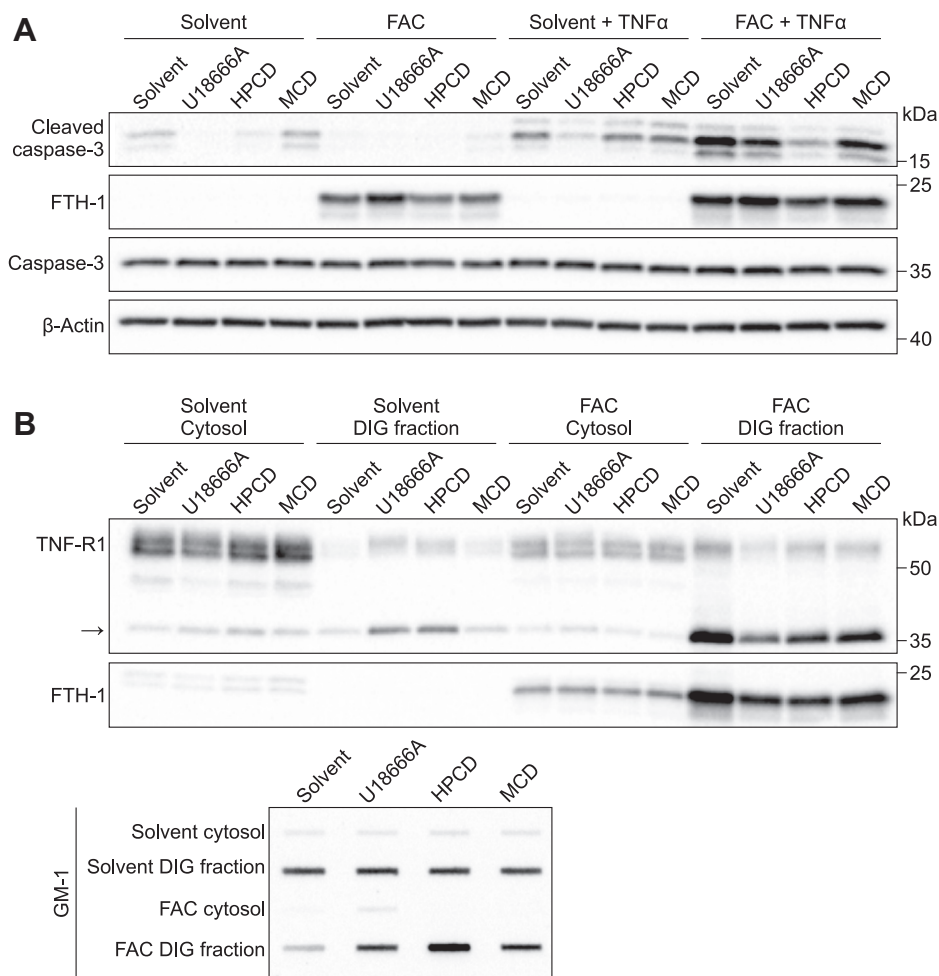 A
Solvent FAC Solvent + TNFα FAC + TNFα
Solvent U18666A HPCD MCD Solvent U18666A HPCD MCD Solvent U18666A HPCD MCD Solvent U18666A HPCD MCD
kDa
Cleaved
caspase-3
15
25
FTH-1
Caspase-3
35
β-Actin
40
B
Solvent Solvent FAC FAC
Cytosol DIG fraction Cytosol DIG fraction
Solvent U18666A HPCD MCD Solvent U18666A HPCD MCD Solvent U18666A HPCD MCD Solvent U18666A HPCD MCD
kDa
TNF-R1
50
→
35
25
FTH-1
Solvent U18666A HPCD MCD
GM-1
Solvent cytosol
Solvent DIG fraction
FAC cytosol
FAC DIG fraction